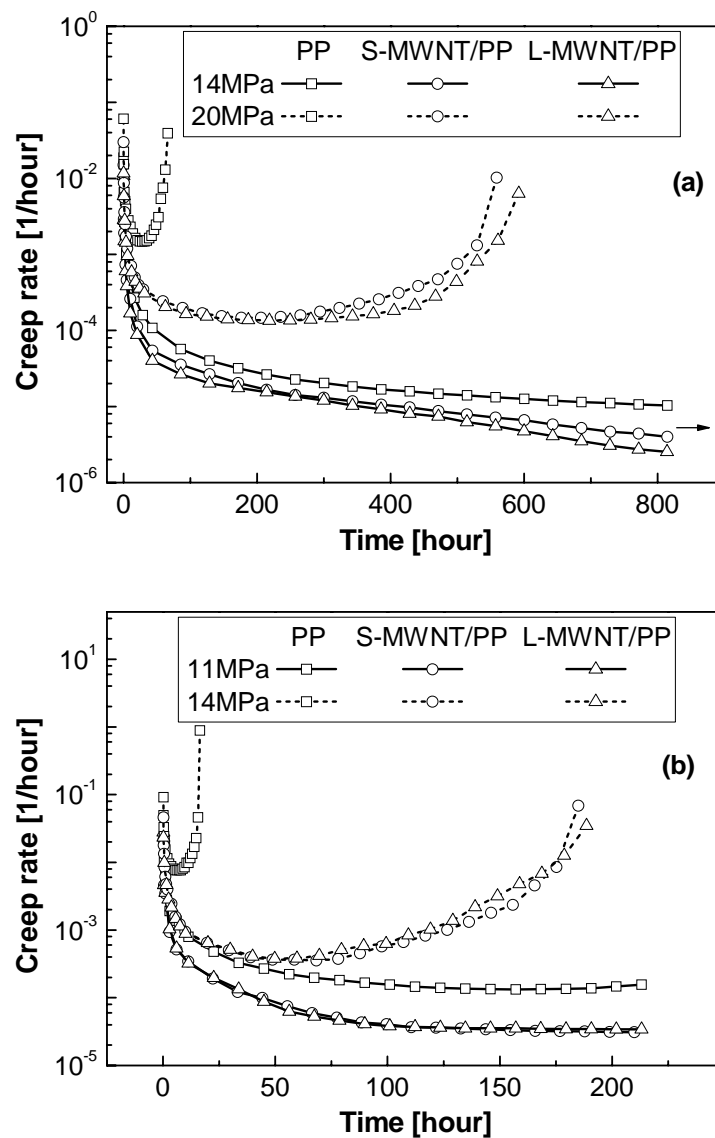 PP S-MWNT/PP L-MWNT/PP
14MPa
20MPa
(a)
Creep rate [1/hour]
10^0
10^-2
10^-4
10^-6
0 200 400 600 800
Time [hour]
PP S-MWNT/PP L-MWNT/PP
11MPa
14MPa
(b)
Creep rate [1/hour]
10^1
10^-1
10^-3
10^-5
0 50 100 150 200
Time [hour]